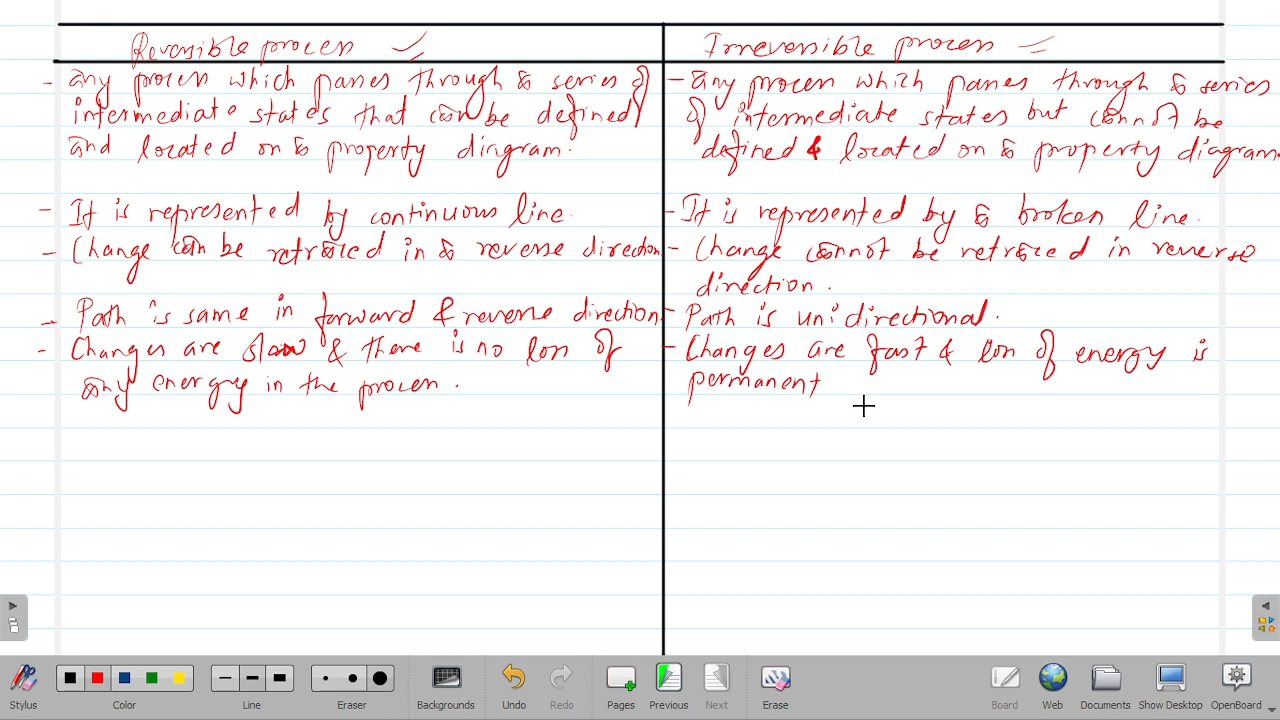 Reversible process
- any process which passes through a series of
intermediate states that can be defined
and located on a property diagram.
- It is represented by continuous line.
- Change can be retraced in a reverse direction.
- Path is same in forward & reverse direction.
- Changes are slow & there is no loss of
any energy in the process.
Irreversible process
- any process which passes through a series
of intermediate states but cannot be
defined & located on a property diagram
- It is represented by a broken line.
- Change cannot be retraced in reverse
direction.
- Path is unidirectional.
- Changes are fast & loss of energy is
permanent
Stylus
Color
Line
Eraser
Backgrounds
Undo
Redo
Pages
Previous
Next
Erase
Board
Web
Documents
Show Desktop
OpenBoard